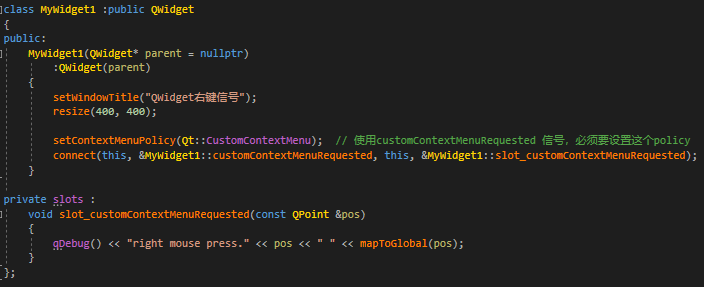 class MyWidget1 :public QWidget
{
public:
    MyWidget1(QWidget* parent = nullptr)
        :QWidget(parent)
    {
        setWindowTitle("QWidget右键信号");
        resize(400, 400);

        setContextMenuPolicy(Qt::CustomContextMenu);  // 使用customContextMenuRequested 信号，必须要设置这个policy
        connect(this, &MyWidget1::customContextMenuRequested, this, &MyWidget1::slot_customContextMenuRequested);
    }

private slots :
    void slot_customContextMenuRequested(const QPoint &pos)
    {
        qDebug() << "right mouse press." << pos << " " << mapToGlobal(pos);
    }
};